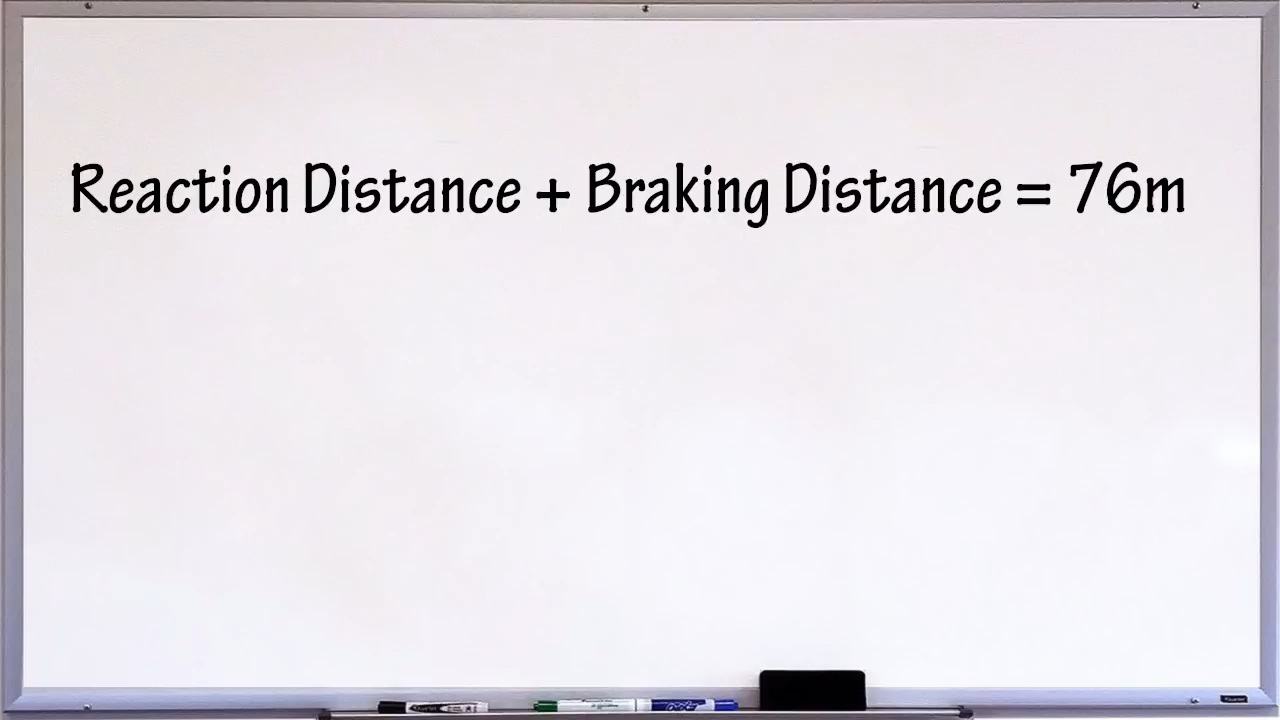 Reaction Distance + Braking Distance = 76m